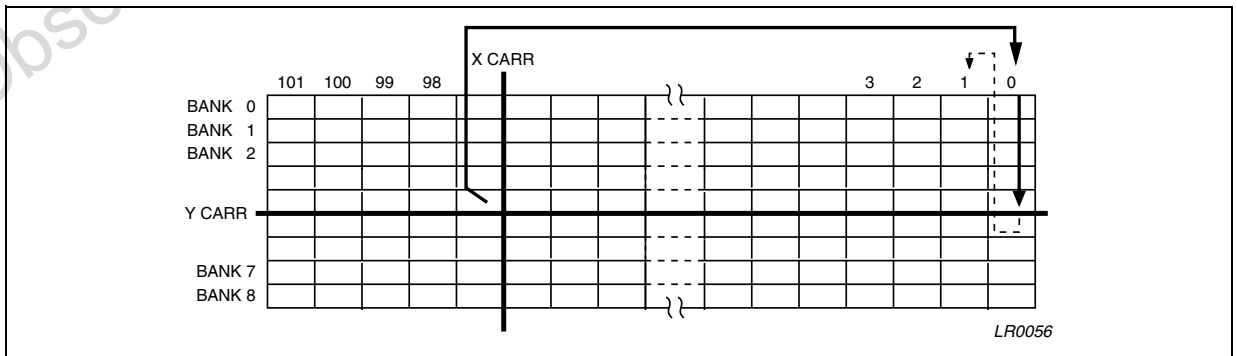 X CARR
101 100 99 98 3 2 1 0
BANK 0
BANK 1
BANK 2
Y CARR
BANK 7
BANK 8
LR0056